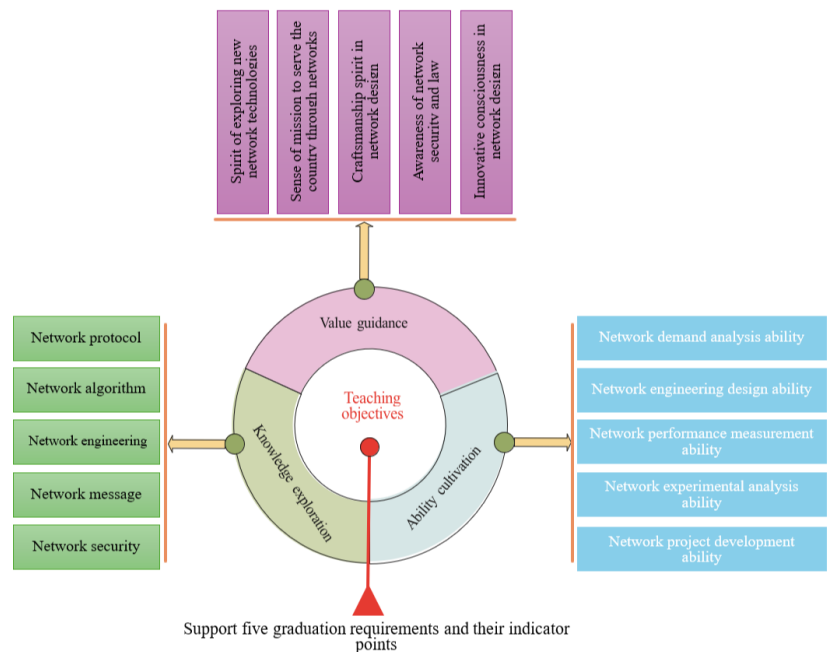 Spirit of exploring new
network technologies
Sense of mission to serve the
country through networks
Craftsmanship spirit in
network design
Awareness of network
security and law
Innovative consciousness in
network design
Value guidance
Teaching
objectives
Knowledge exploration
Ability cultivation
Network protocol
Network algorithm
Network engineering
Network message
Network security
Network demand analysis ability
Network engineering design ability
Network performance measurement
ability
Network experimental analysis
ability
Network project development
ability
Support five graduation requirements and their indicator
points